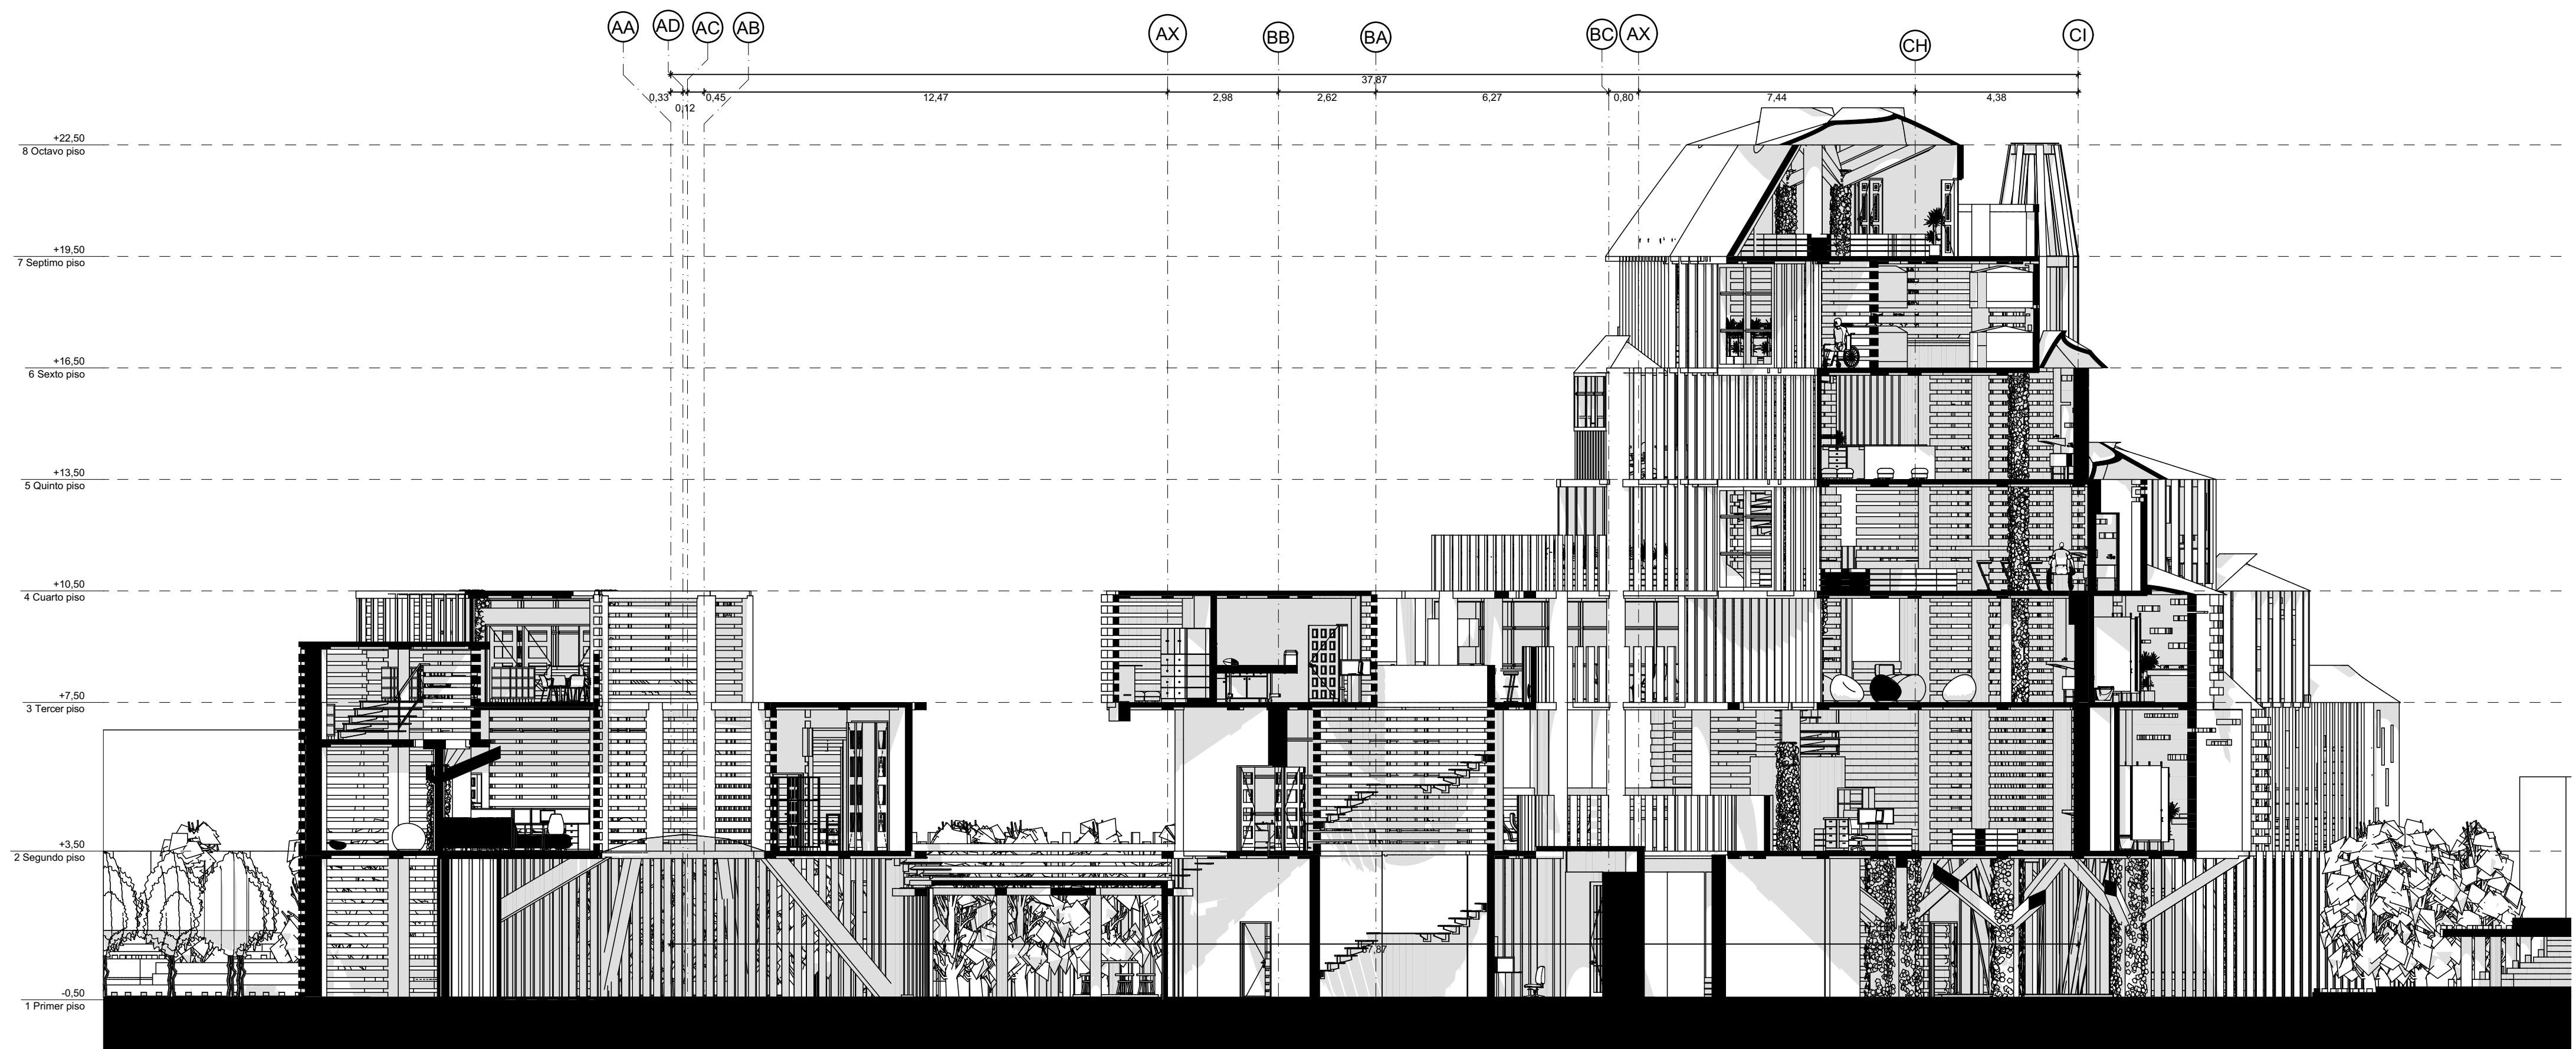 AA AD AC AB AX BB BA BC AX CH CI
37,87
0,33 0,12 0,45 12,47 2,98 2,62 6,27 0,80 7,44 4,38
+22,50
8 Octavo piso
+19,50
7 Septimo piso
+16,50
6 Sexto piso
+13,50
5 Quinto piso
+10,50
4 Cuarto piso
+7,50
3 Tercer piso
+3,50
2 Segundo piso
37,87
-0,50
1 Primer piso